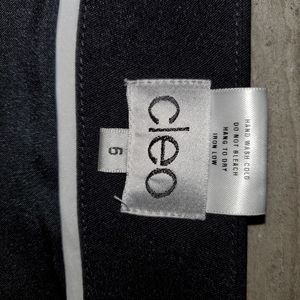 cleo
6
HAND WASH COLD
DO NOT BLEACH
HANG TO DRY
IRON LOW